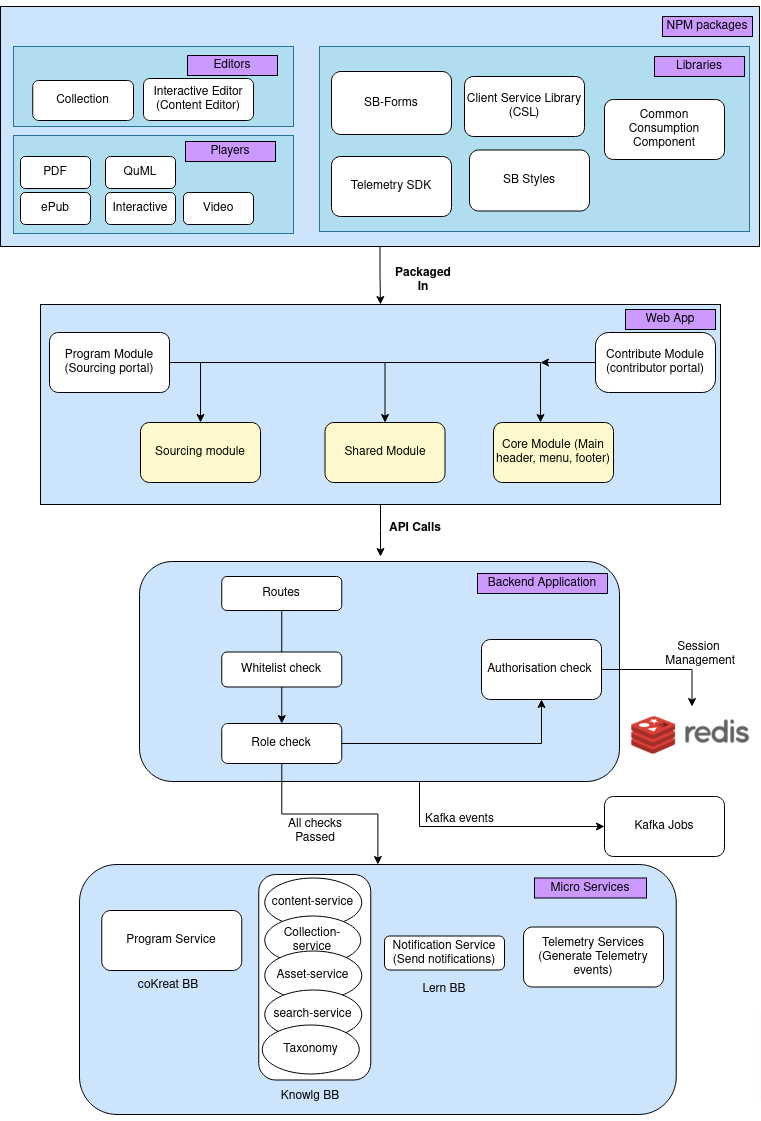 NPM packages
Editors
Collection
Interactive Editor
(Content Editor)
Players
PDF
QuML
ePub
Interactive
Video
Libraries
SB-Forms
Client Service Library
(CSL)
Common
Consumption
Component
Telemetry SDK
SB Styles
Packaged
In
Web App
Program Module
(Sourcing portal)
Contribute Module
(contributor portal)
Sourcing module
Shared Module
Core Module (Main
header, menu, footer)
API Calls
Backend Application
Routes
Whitelist check
Role check
Authorisation check
Session
Management
redis
All checks
Passed
Kafka events
Kafka Jobs
Micro Services
Program Service
coKreat BB
content-service
Collection-
service
Asset-service
search-service
Taxonomy
Knowlg BB
Notification Service
(Send notifications)
Lern BB
Telemetry Services
(Generate Telemetry
events)